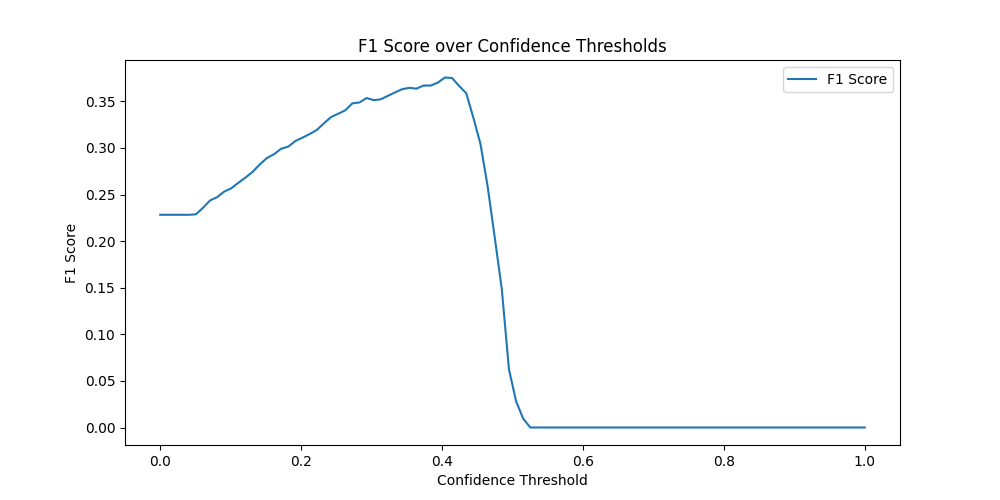 F1 Score over Confidence Thresholds
F1 Score
F1 Score
0.35
0.30
0.25
0.20
0.15
0.10
0.05
0.00
0.0 0.2 0.4 0.6 0.8 1.0
Confidence Threshold